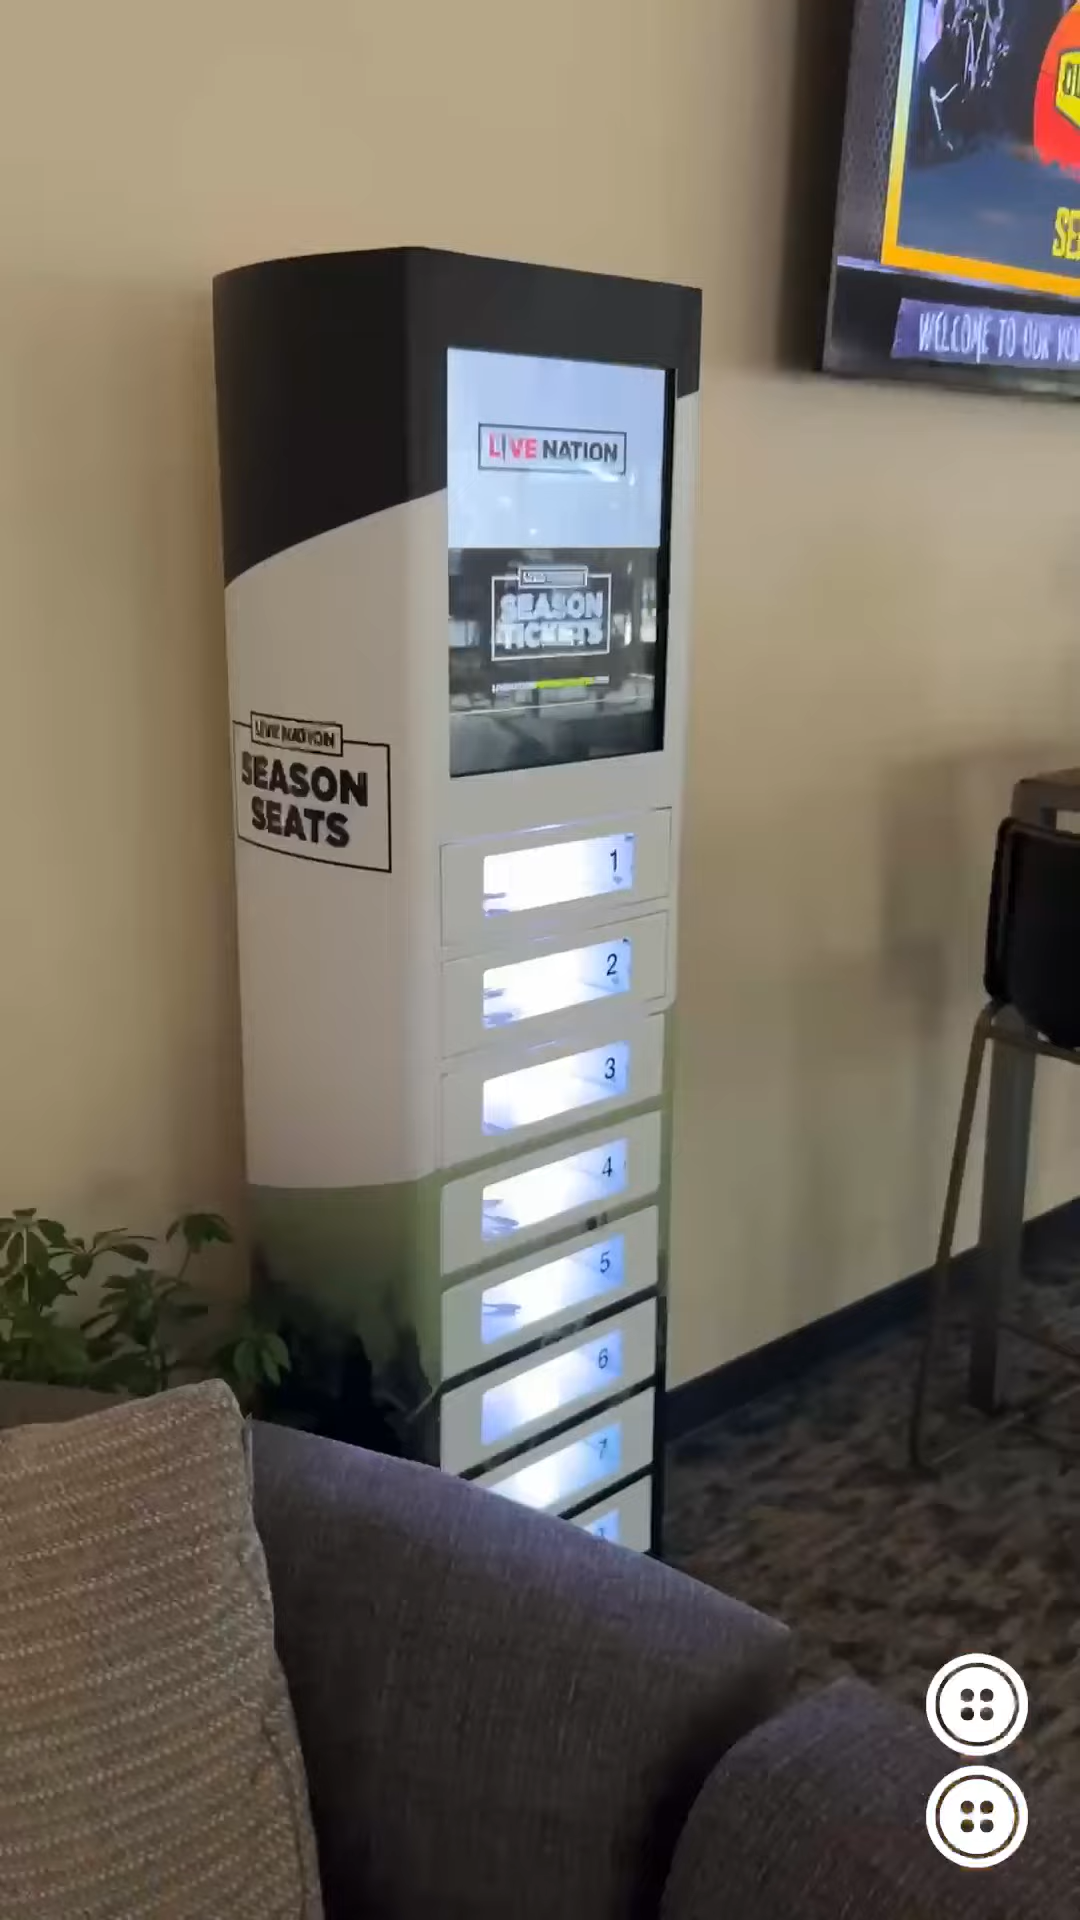 LIVE NATION
SEASON
TICKETS
LIVE NATION
SEASON
SEATS
1
2
3
4
5
6
7
WELCOME TO OUR